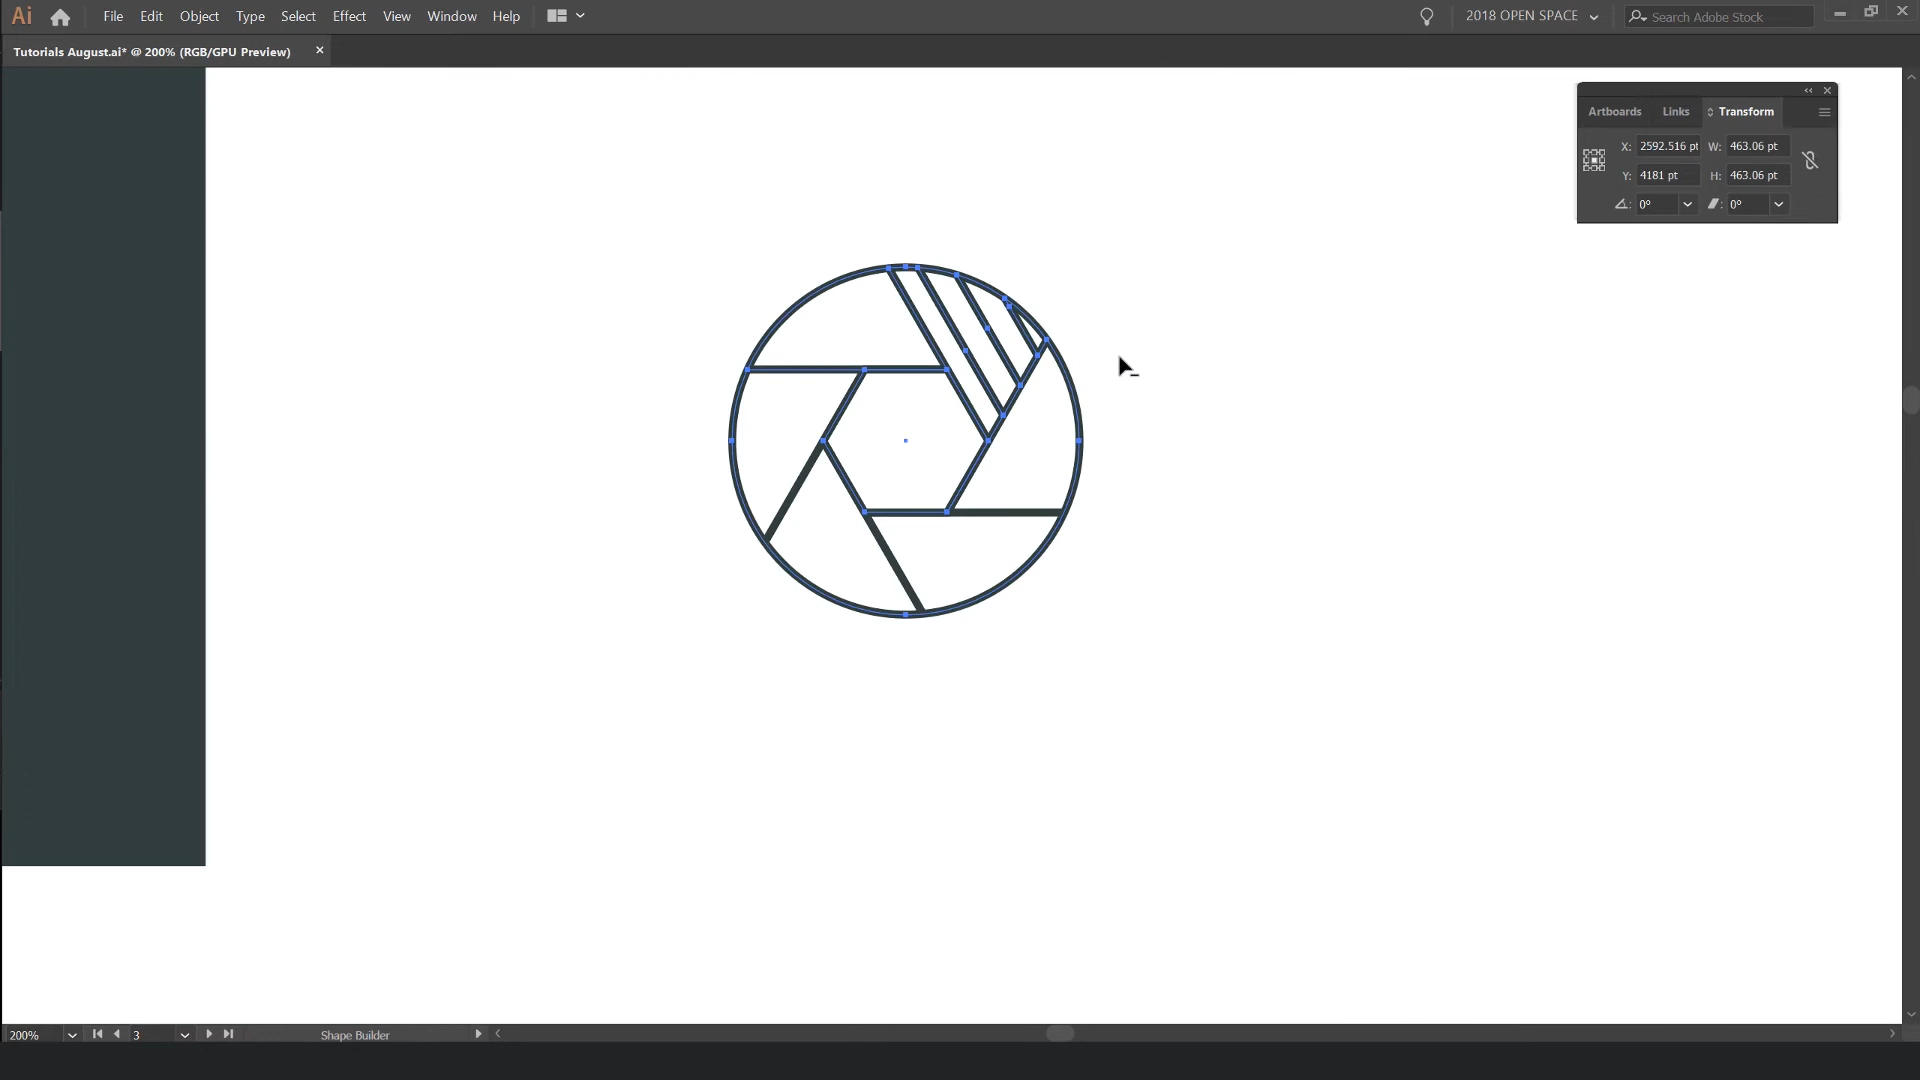 Ai File Edit Object Type Select Effect View Window Help 2018 OPEN SPACE Search Adobe Stock
Tutorials August.ai* @ 200% (RGB/GPU Preview)
Artboards Links Transform
X: 2592.516 pt W: 463.06 pt
Y: 4181 pt H: 463.06 pt
0° 0°
200% 3 Shape Builder